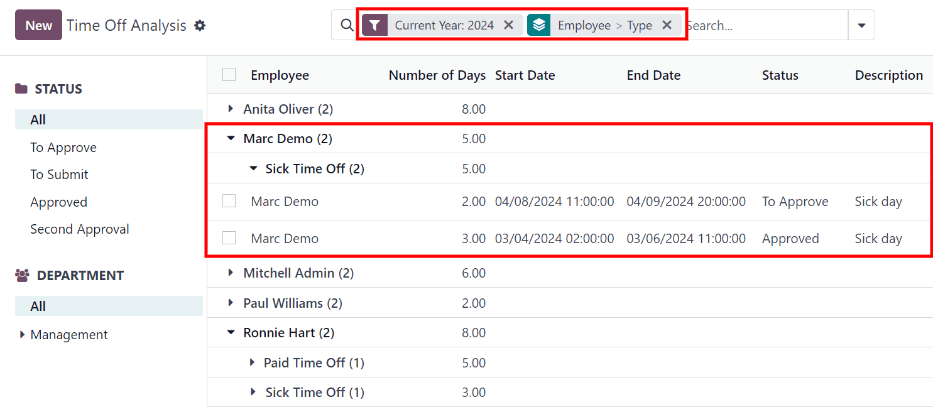 New Time Off Analysis Current Year: 2024 Employee > Type Search...
STATUS
All
To Approve
To Submit
Approved
Second Approval
DEPARTMENT
All
Management
Employee Number of Days Start Date End Date Status Description
Anita Oliver (2) 8.00
Marc Demo (2) 5.00
Sick Time Off (2) 5.00
Marc Demo 2.00 04/08/2024 11:00:00 04/09/2024 20:00:00 To Approve Sick day
Marc Demo 3.00 03/04/2024 02:00:00 03/06/2024 11:00:00 Approved Sick day
Mitchell Admin (2) 6.00
Paul Williams (2) 2.00
Ronnie Hart (2) 8.00
Paid Time Off (1) 5.00
Sick Time Off (1) 3.00